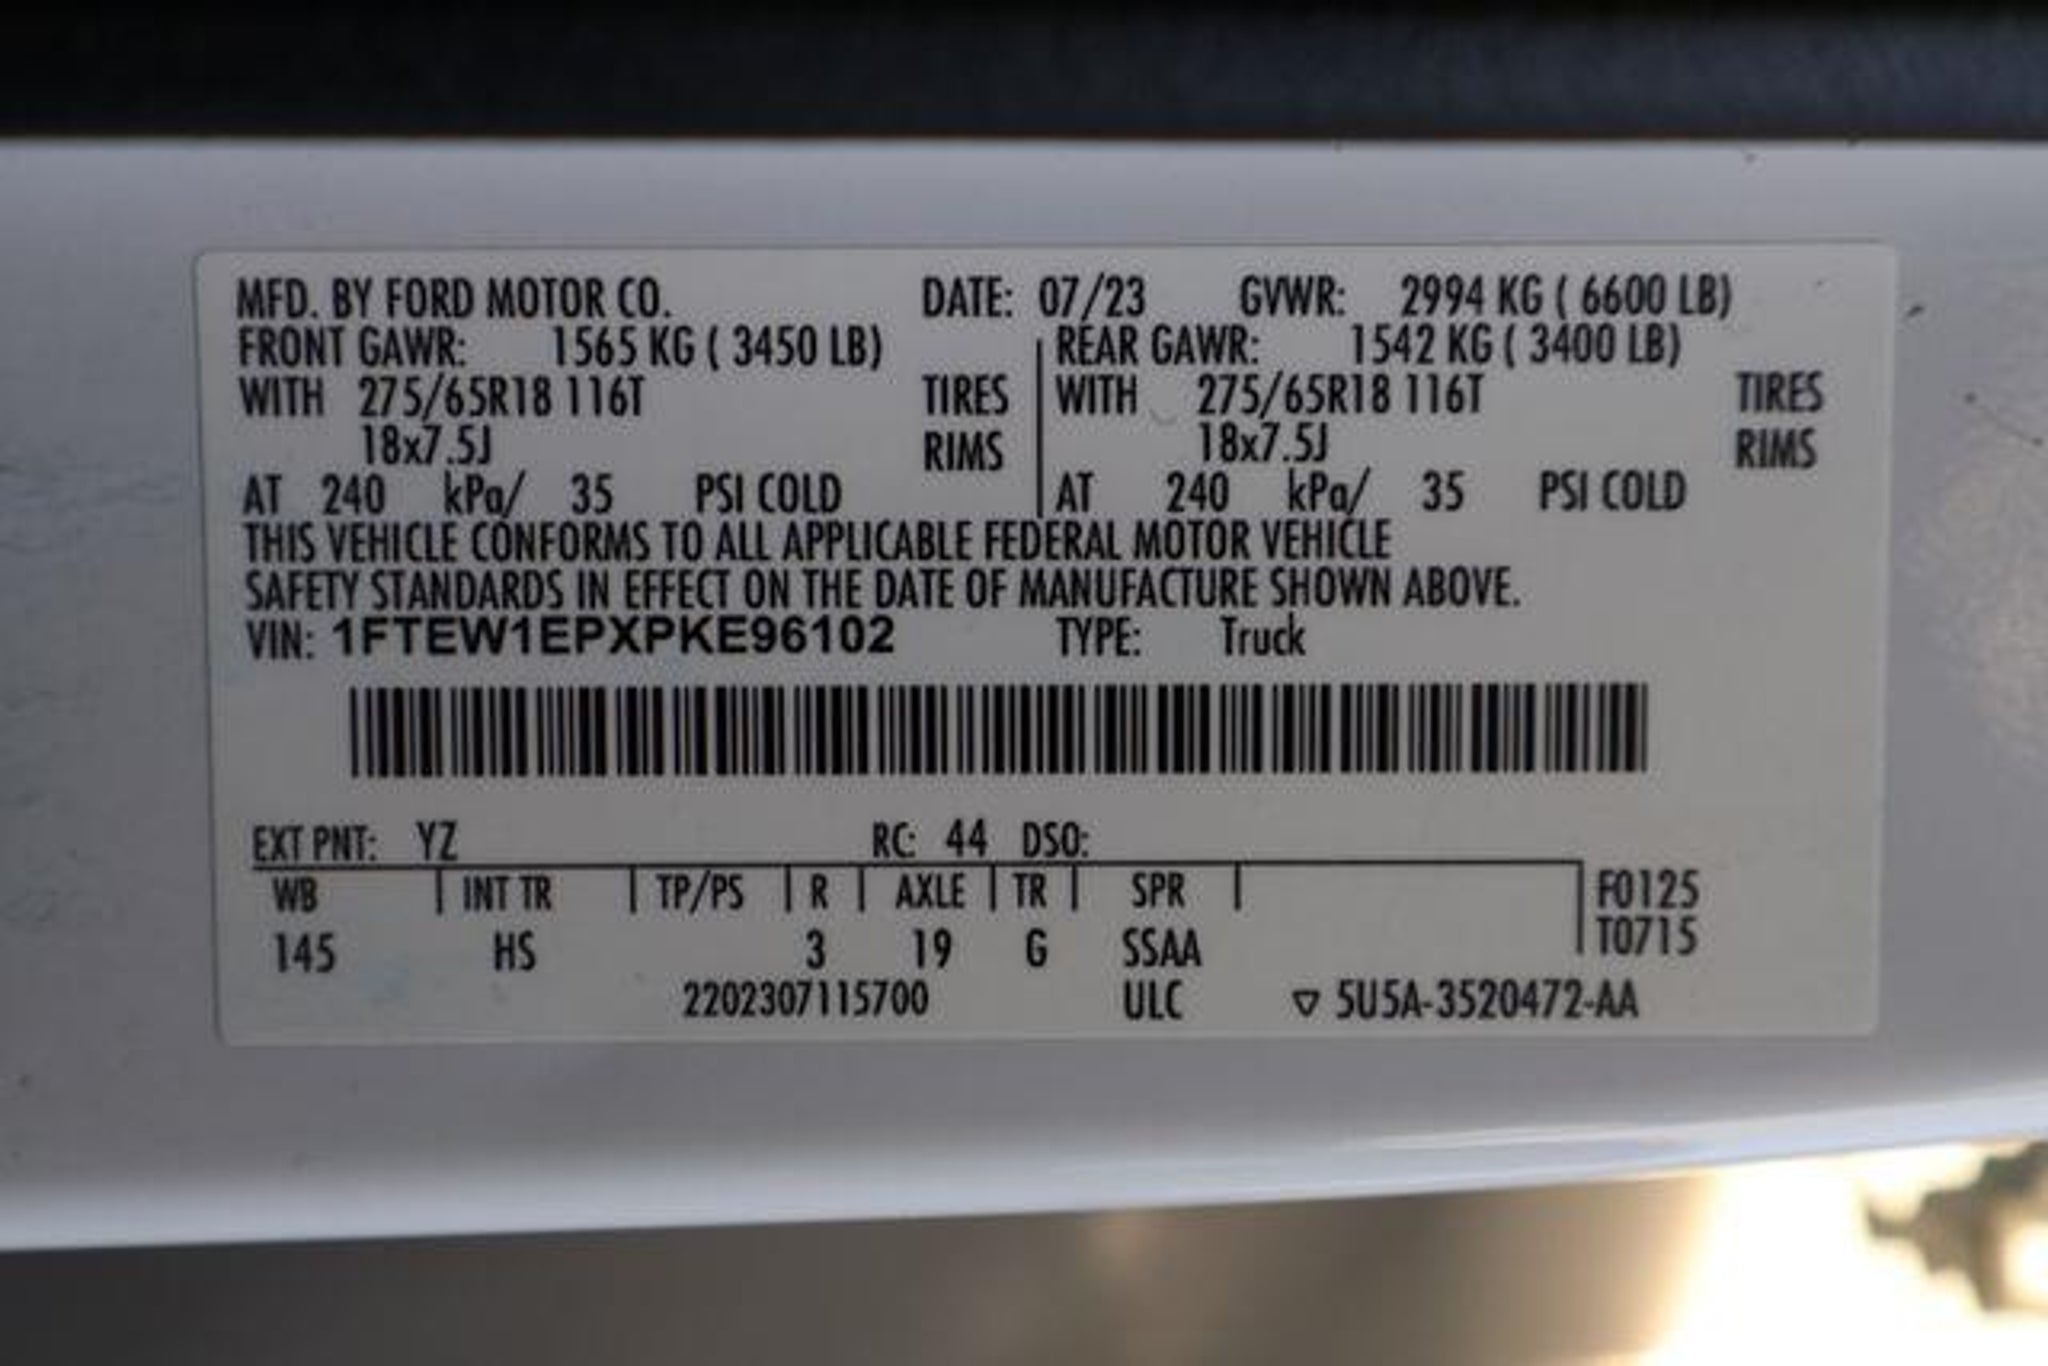 MFD. BY FORD MOTOR CO. DATE: 07/23 GVWR: 2994 KG ( 6600 LB)
FRONT GAWR: 1565 KG ( 3450 LB) REAR GAWR: 1542 KG ( 3400 LB)
WITH 275/65R18 116T TIRES WITH 275/65R18 116T TIRES
18x7.5J RIMS 18x7.5J RIMS
AT 240 kPa/ 35 PSI COLD AT 240 kPa/ 35 PSI COLD
THIS VEHICLE CONFORMS TO ALL APPLICABLE FEDERAL MOTOR VEHICLE
SAFETY STANDARDS IN EFFECT ON THE DATE OF MANUFACTURE SHOWN ABOVE.
VIN: 1FTEW1EPXPKE96102 TYPE: Truck
EXT PNT: YZ RC: 44 DSO:
WB INT TR TP/PS R AXLE TR SPR F0125
145 HS 3 19 G SSAA T0715
2202307115700 ULC ▽ 5U5A-3520472-AA